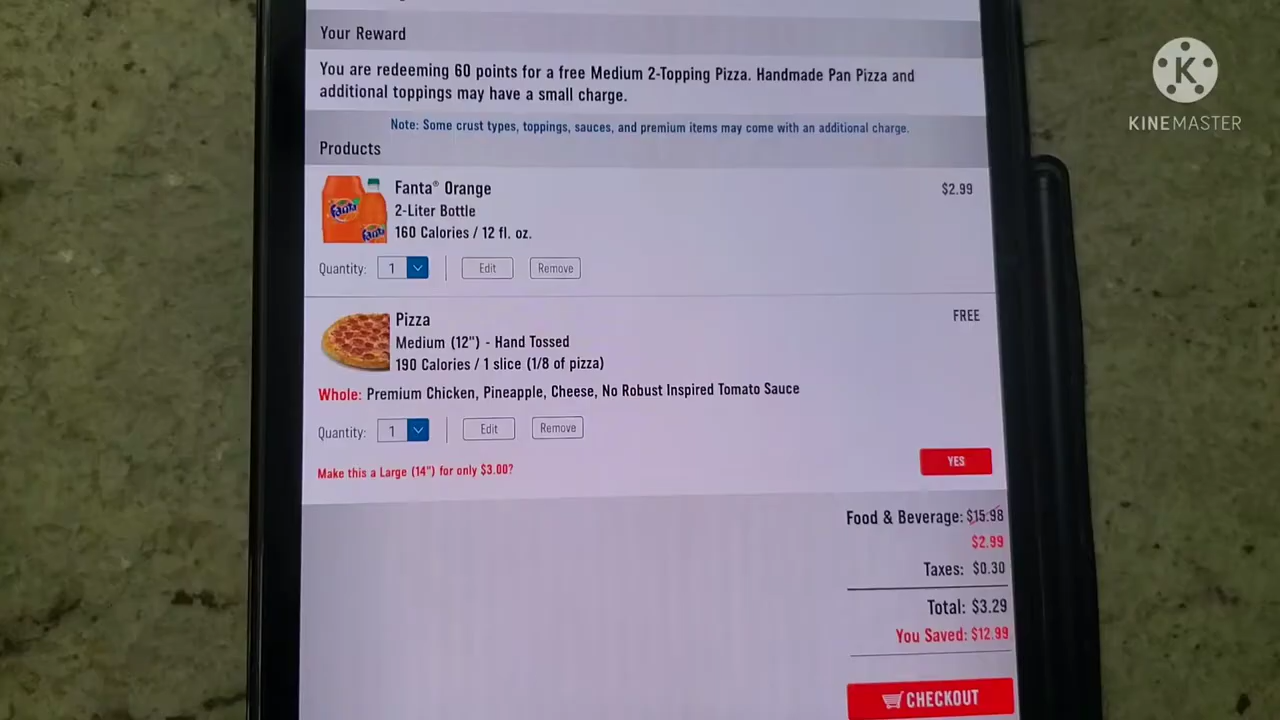 Your Reward
You are redeeming 60 points for a free Medium 2-Topping Pizza. Handmade Pan Pizza and
additional toppings may have a small charge.
Note: Some crust types, toppings, sauces, and premium items may come with an additional charge.
Products
Fanta® Orange
$2.99
2-Liter Bottle
160 Calories / 12 fl. oz.
Quantity: 1 Edit Remove
Pizza
FREE
Medium (12") - Hand Tossed
190 Calories / 1 slice (1/8 of pizza)
Whole: Premium Chicken, Pineapple, Cheese, No Robust Inspired Tomato Sauce
Quantity: 1 Edit Remove
Make this a Large (14") for only $3.00?
YES
Food & Beverage: $15.98
$2.99
Taxes: $0.30
Total: $3.29
You Saved: $12.99
CHECKOUT
Fanta
Fanta
K
KINEMASTER